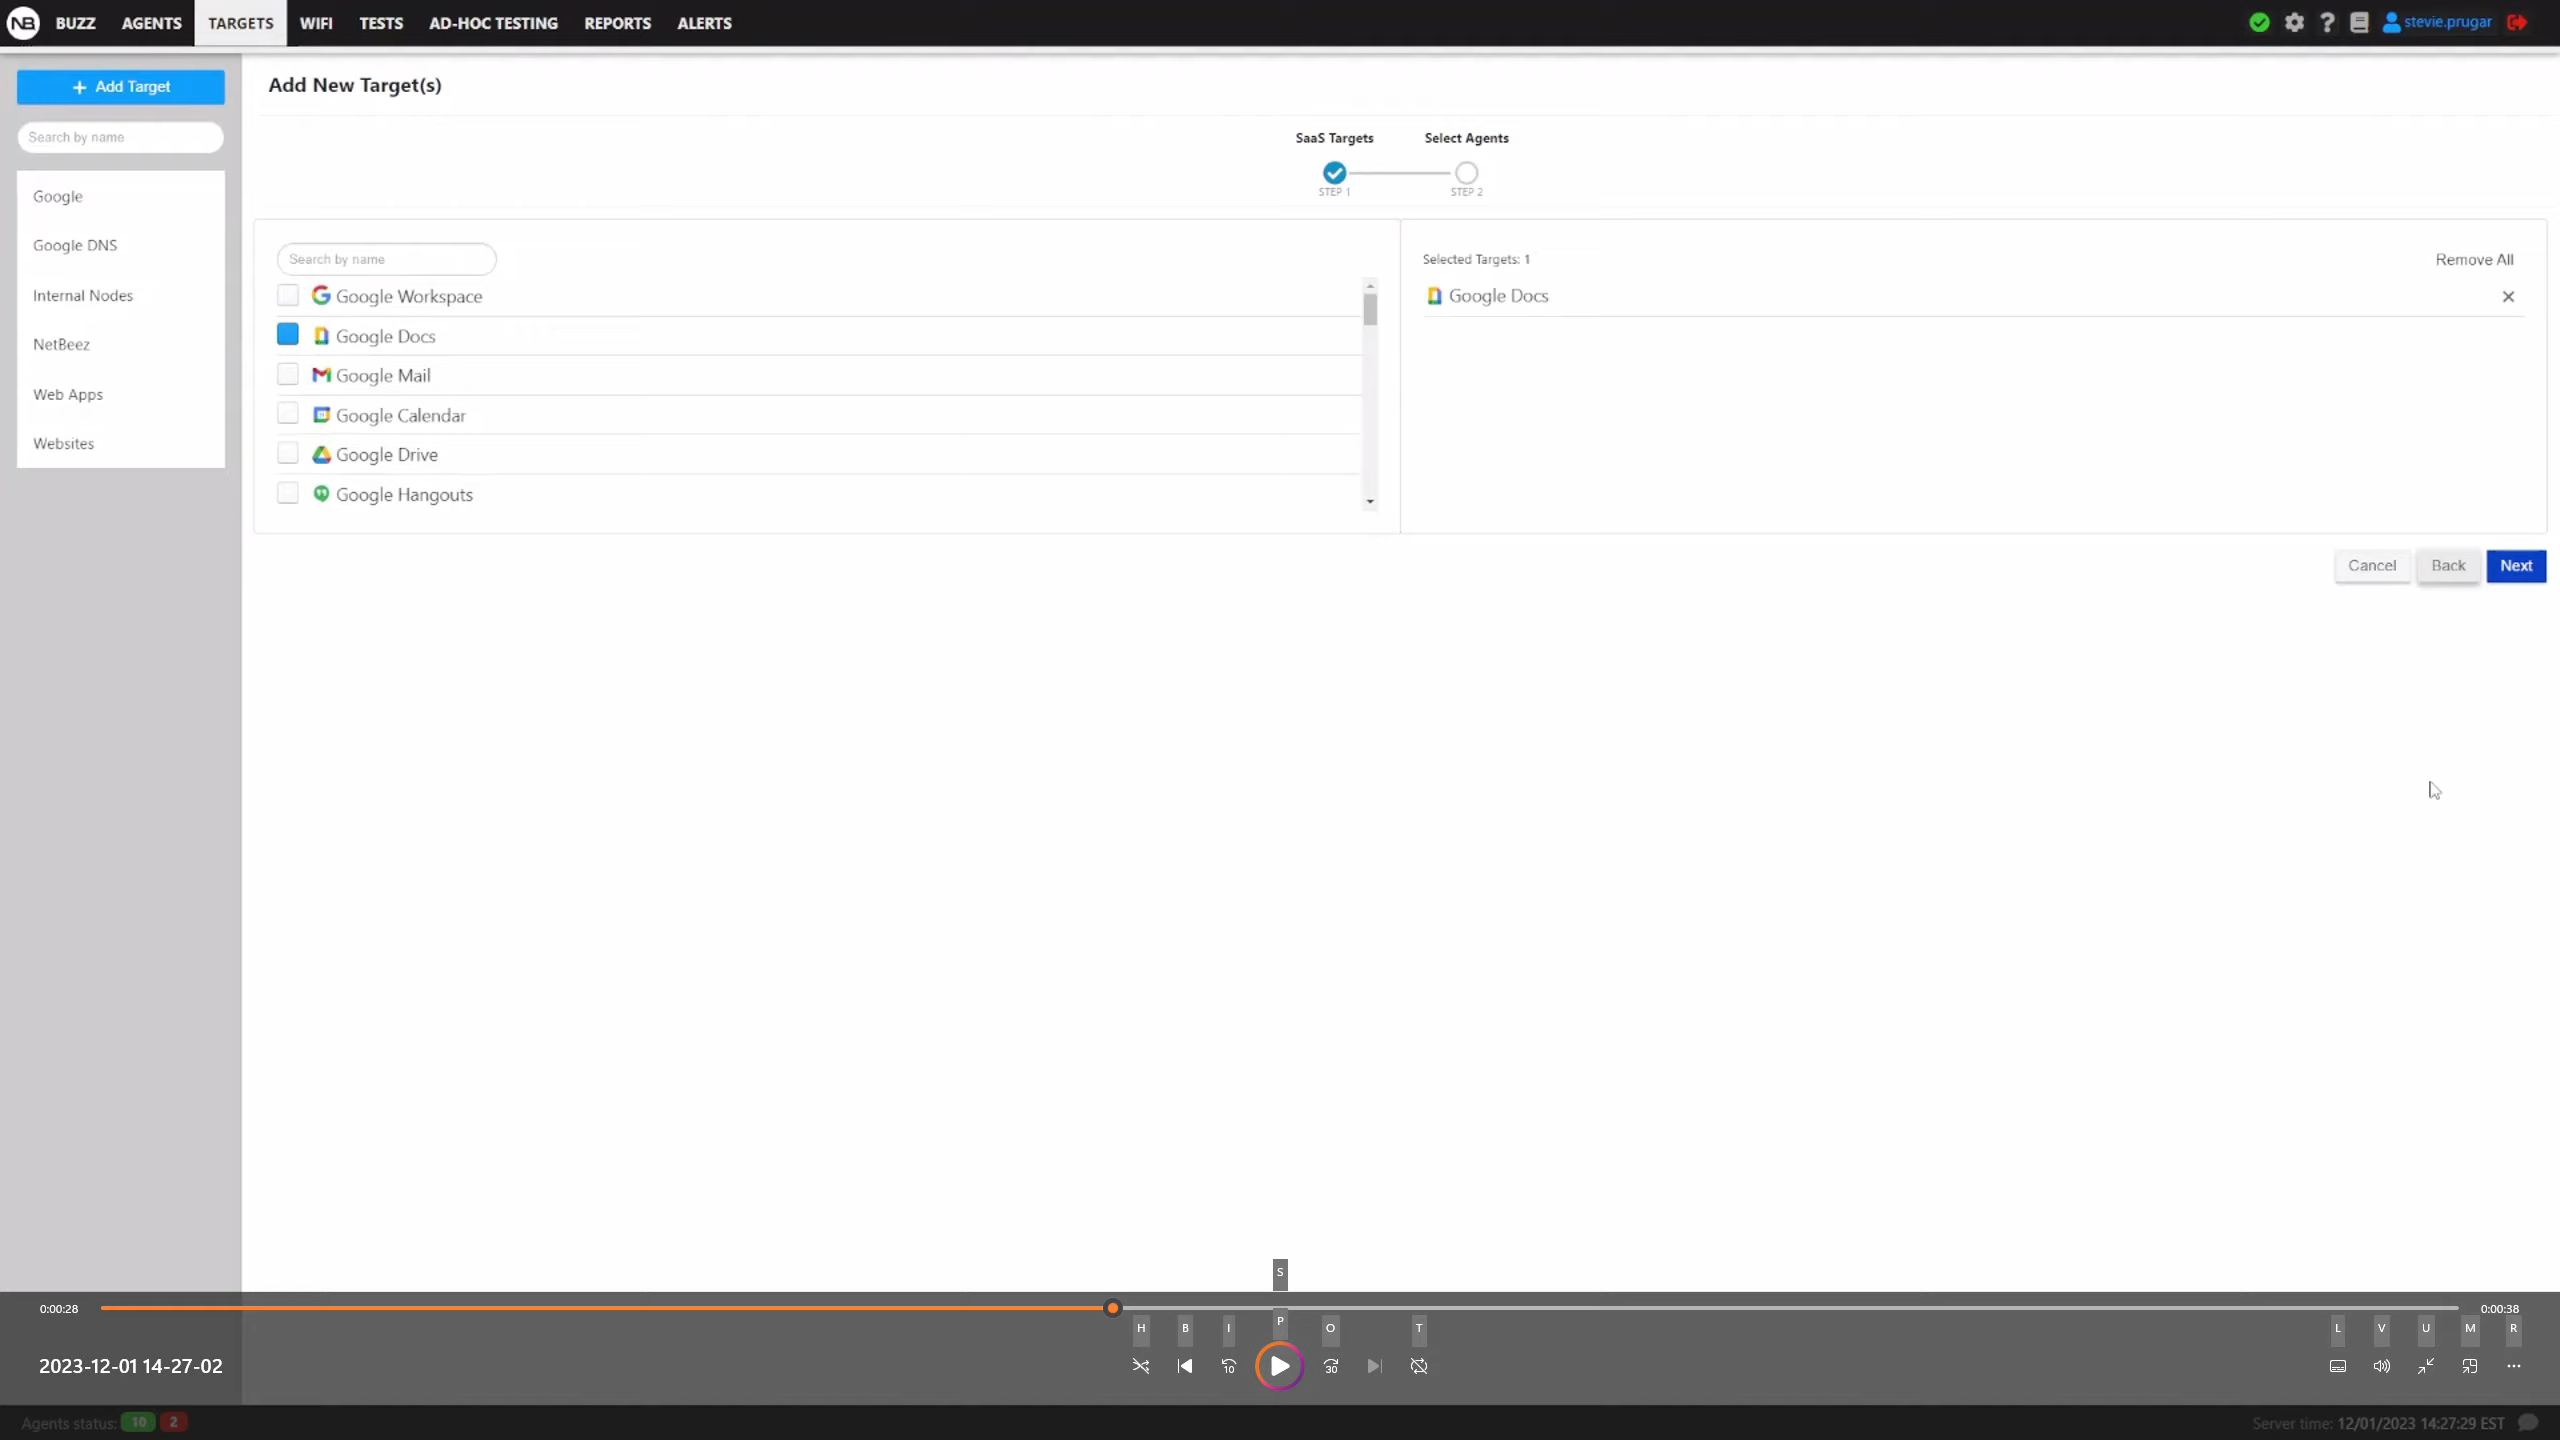 NB BUZZ AGENTS TARGETS WIFI TESTS AD-HOC TESTING REPORTS ALERTS stevie.prugar
+ Add Target
Search by name
Google
Google DNS
Internal Nodes
NetBeez
Web Apps
Websites
Add New Target(s)
SaaS Targets Select Agents
STEP 1 STEP 2
Search by name
Google Workspace
Google Docs
Google Mail
Google Calendar
Google Drive
Google Hangouts
Selected Targets: 1 Remove All
Google Docs
Cancel Back Next
S
0:00:28 0:00:38
H B I P O T L V U M R
2023-12-01 14-27-02 10 30
Agents status: 10 2 Server time: 12/01/2023 14:27:29 EST